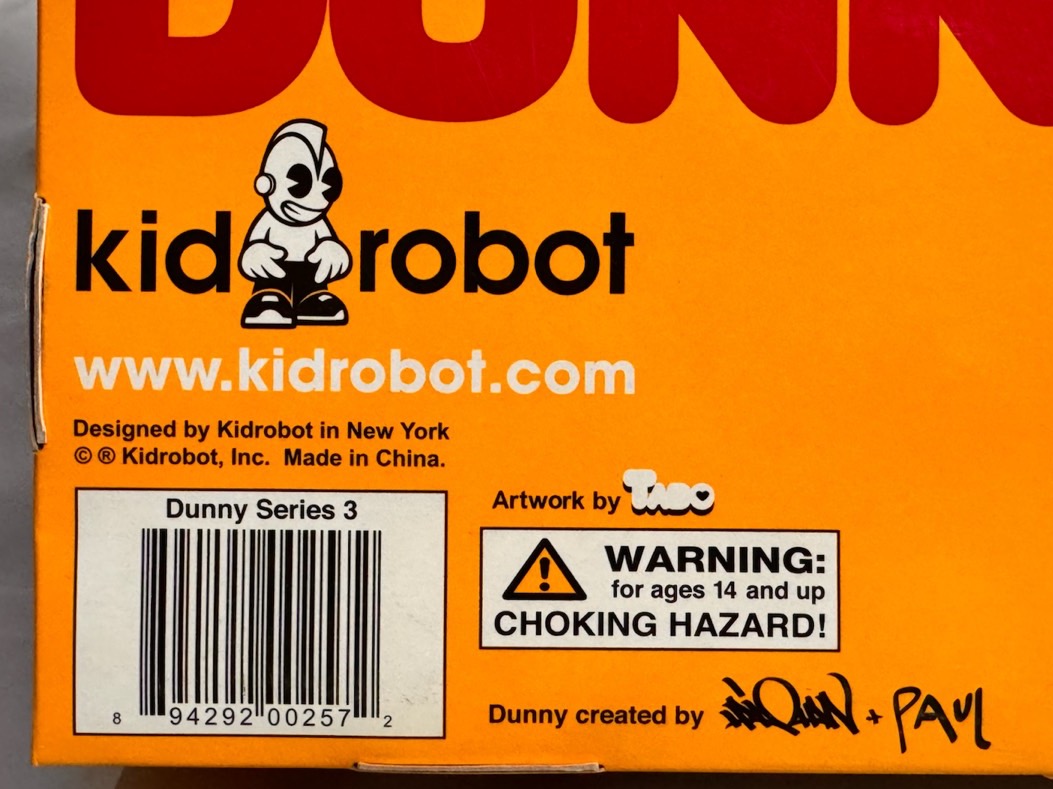 DUNN
kidrobot
www.kidrobot.com
Designed by Kidrobot in New York
© ® Kidrobot, Inc. Made in China.
Dunny Series 3
8 94292 00257 2
Artwork by TADO
WARNING:
for ages 14 and up
CHOKING HAZARD!
Dunny created by + PAUL